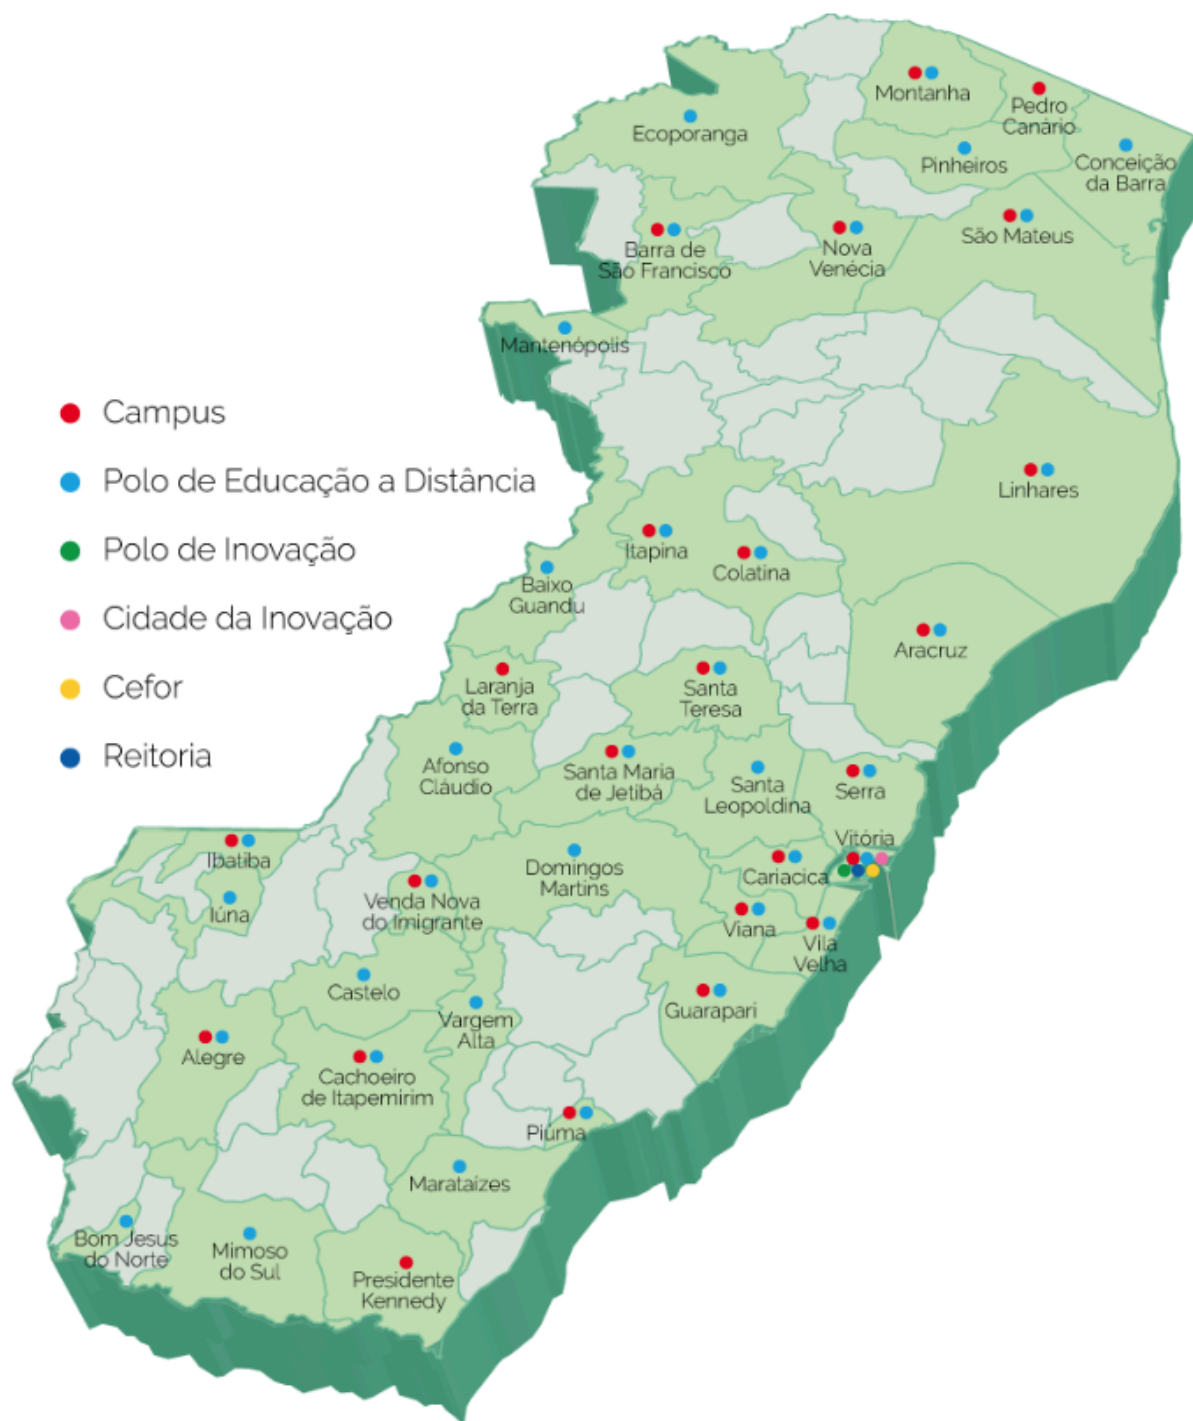 Montanha
Pedro
Canário
Ecoporanga
Pinheiros
Conceição
da Barra
São Mateus
Barra de
São Francisco
Nova
Venécia
Mantenópolis
Campus
Polo de Educação a Distância
Polo de Inovação
Cidade da Inovação
Cefor
Reitoria
Linhares
Itapina
Colatina
Baixo
Guandu
Aracruz
Laranja
da Terra
Santa
Teresa
Afonso
Cláudio
Santa Maria
de Jetibá
Santa
Leopoldina
Serra
Vitória
Ibatiba
Domingos
Martins
Cariacica
Iúna
Venda Nova
do Imigrante
Viana
Vila
Velha
Castelo
Vargem
Alta
Guarapari
Alegre
Cachoeiro
de Itapemirim
Piúma
Marataízes
Bom Jesus
do Norte
Mimoso
do Sul
Presidente
Kennedy